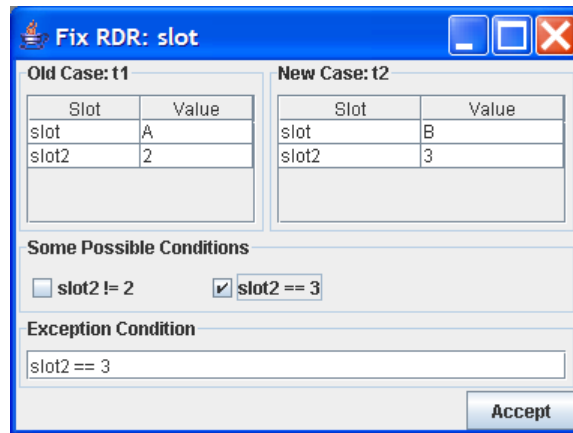 Fix RDR: slot
Old Case: t1
New Case: t2
Slot Value
slot A
slot2 2
Slot Value
slot B
slot2 3
Some Possible Conditions
slot2 != 2
slot2 == 3
Exception Condition
slot2 == 3
Accept